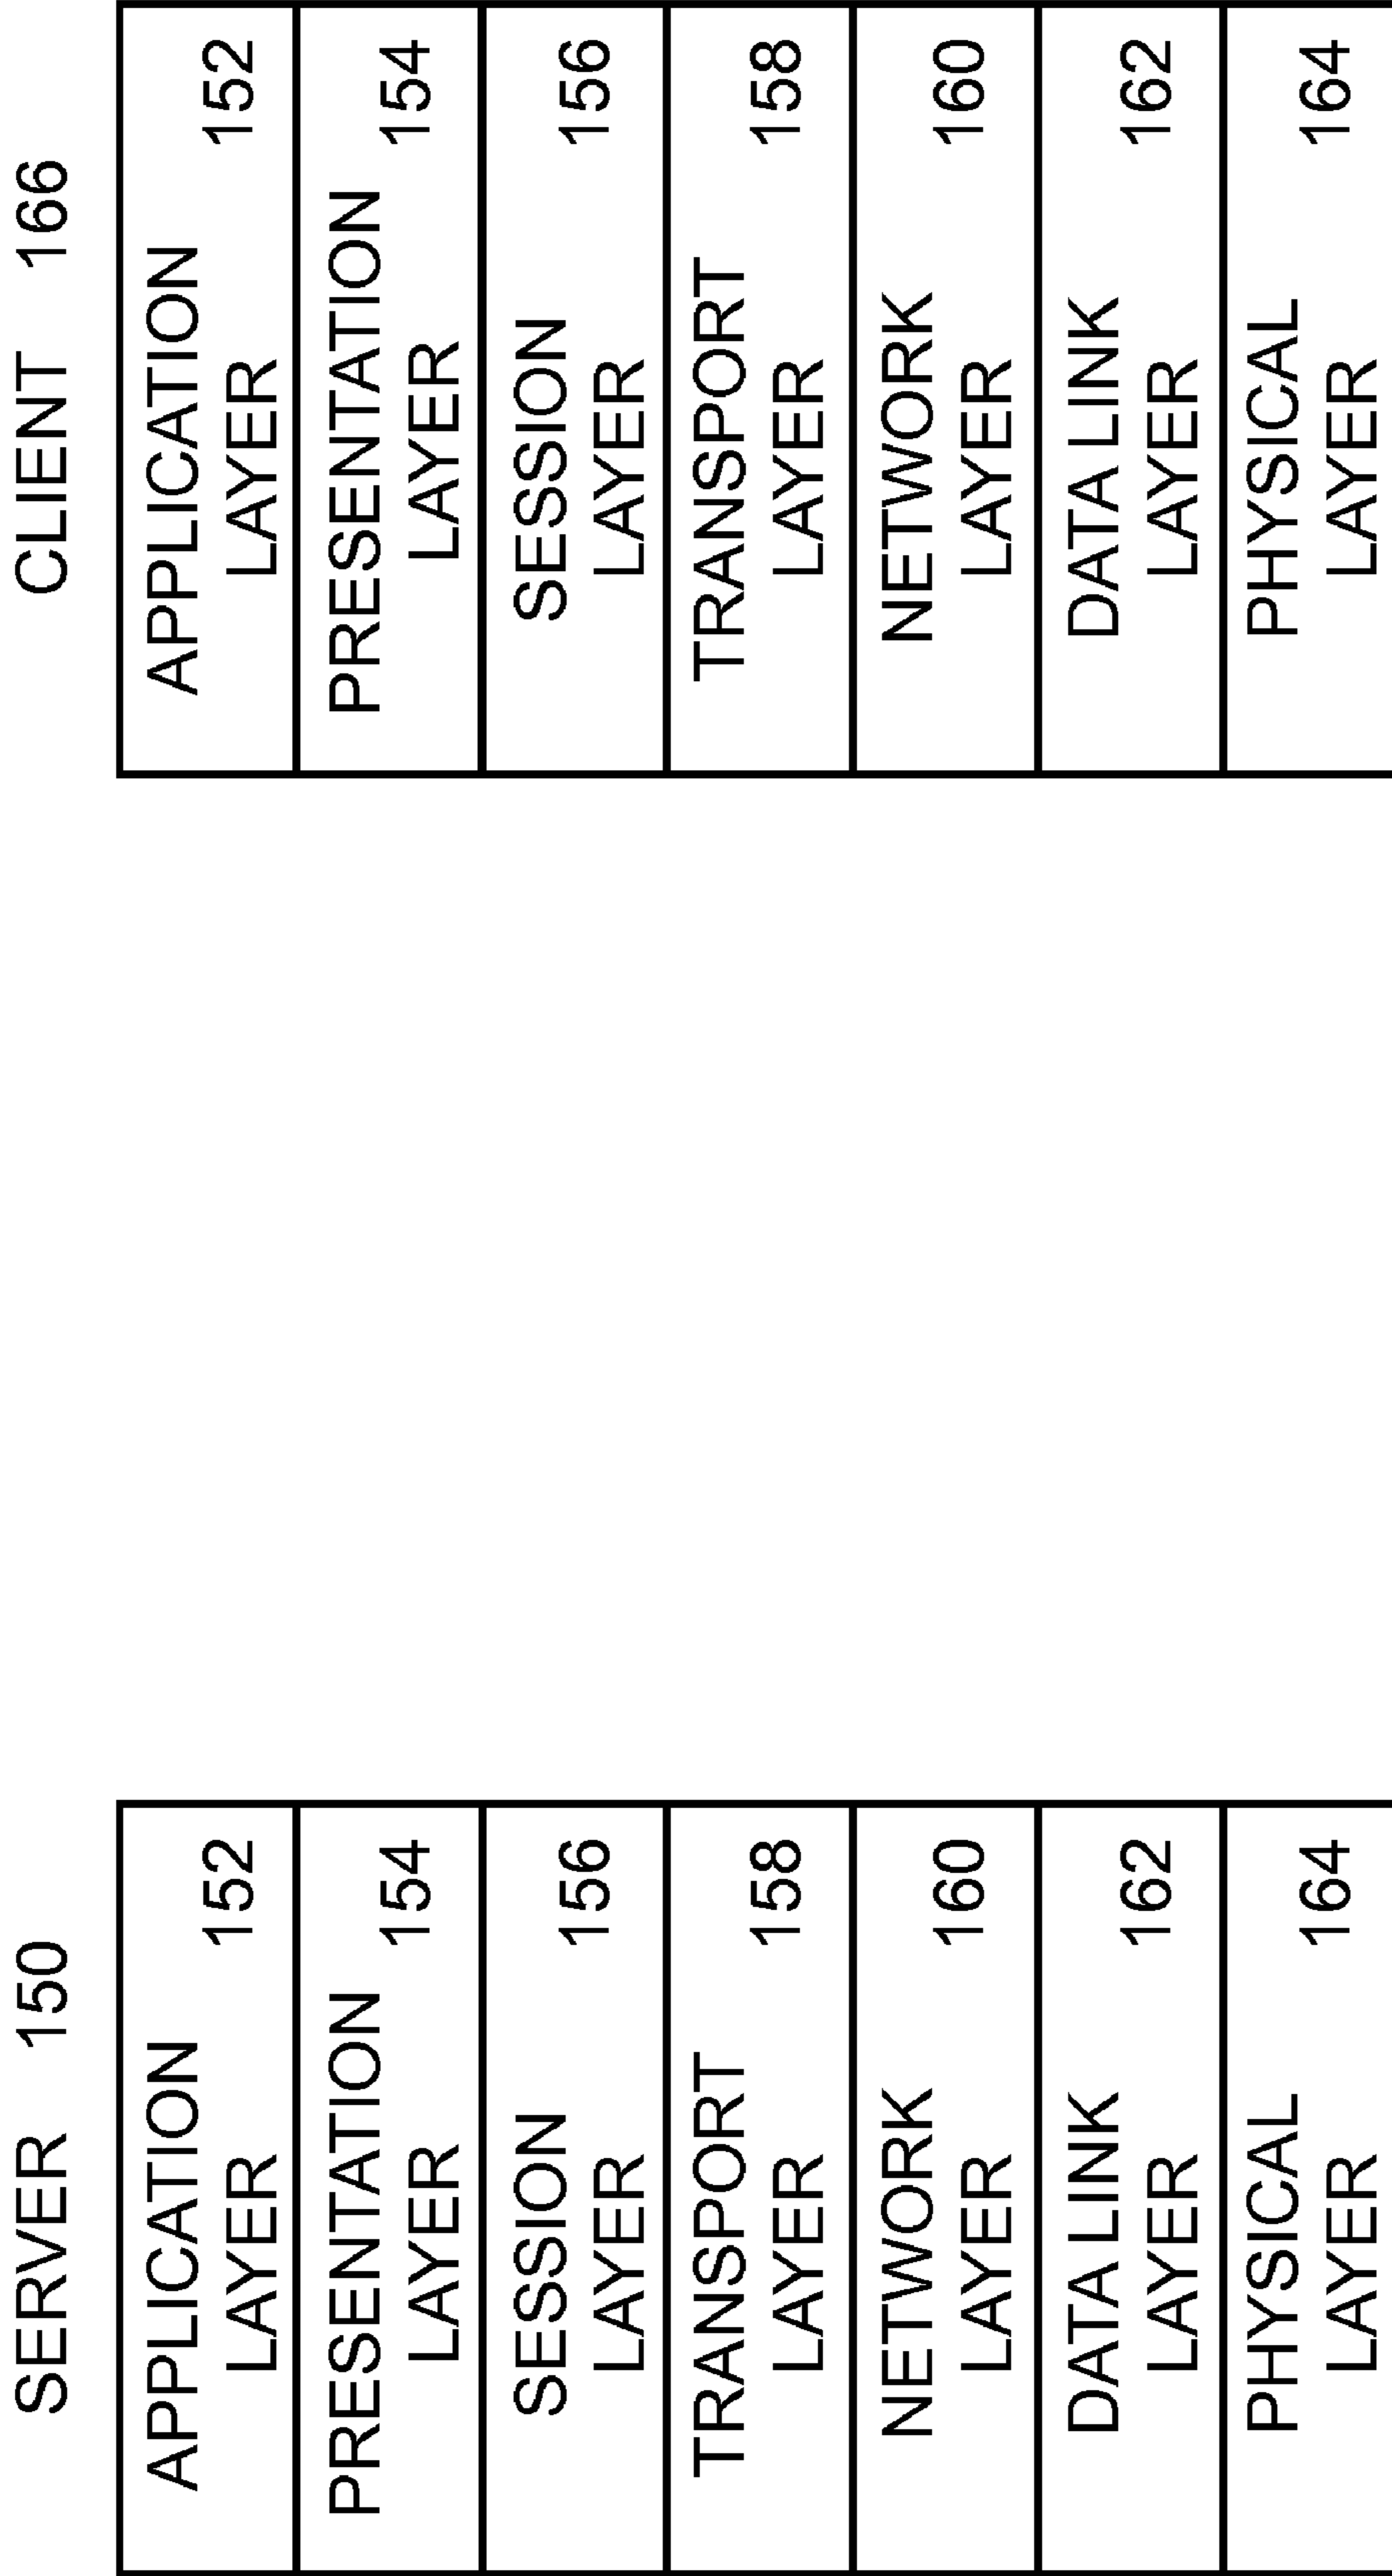 SERVER 150
APPLICATION
LAYER 152
PRESENTATION
LAYER 154
SESSION
LAYER 156
TRANSPORT
LAYER 158
NETWORK
LAYER 160
DATA LINK
LAYER 162
PHYSICAL
LAYER 164
CLIENT 166
APPLICATION
LAYER 152
PRESENTATION
LAYER 154
SESSION
LAYER 156
TRANSPORT
LAYER 158
NETWORK
LAYER 160
DATA LINK
LAYER 162
PHYSICAL
LAYER 164